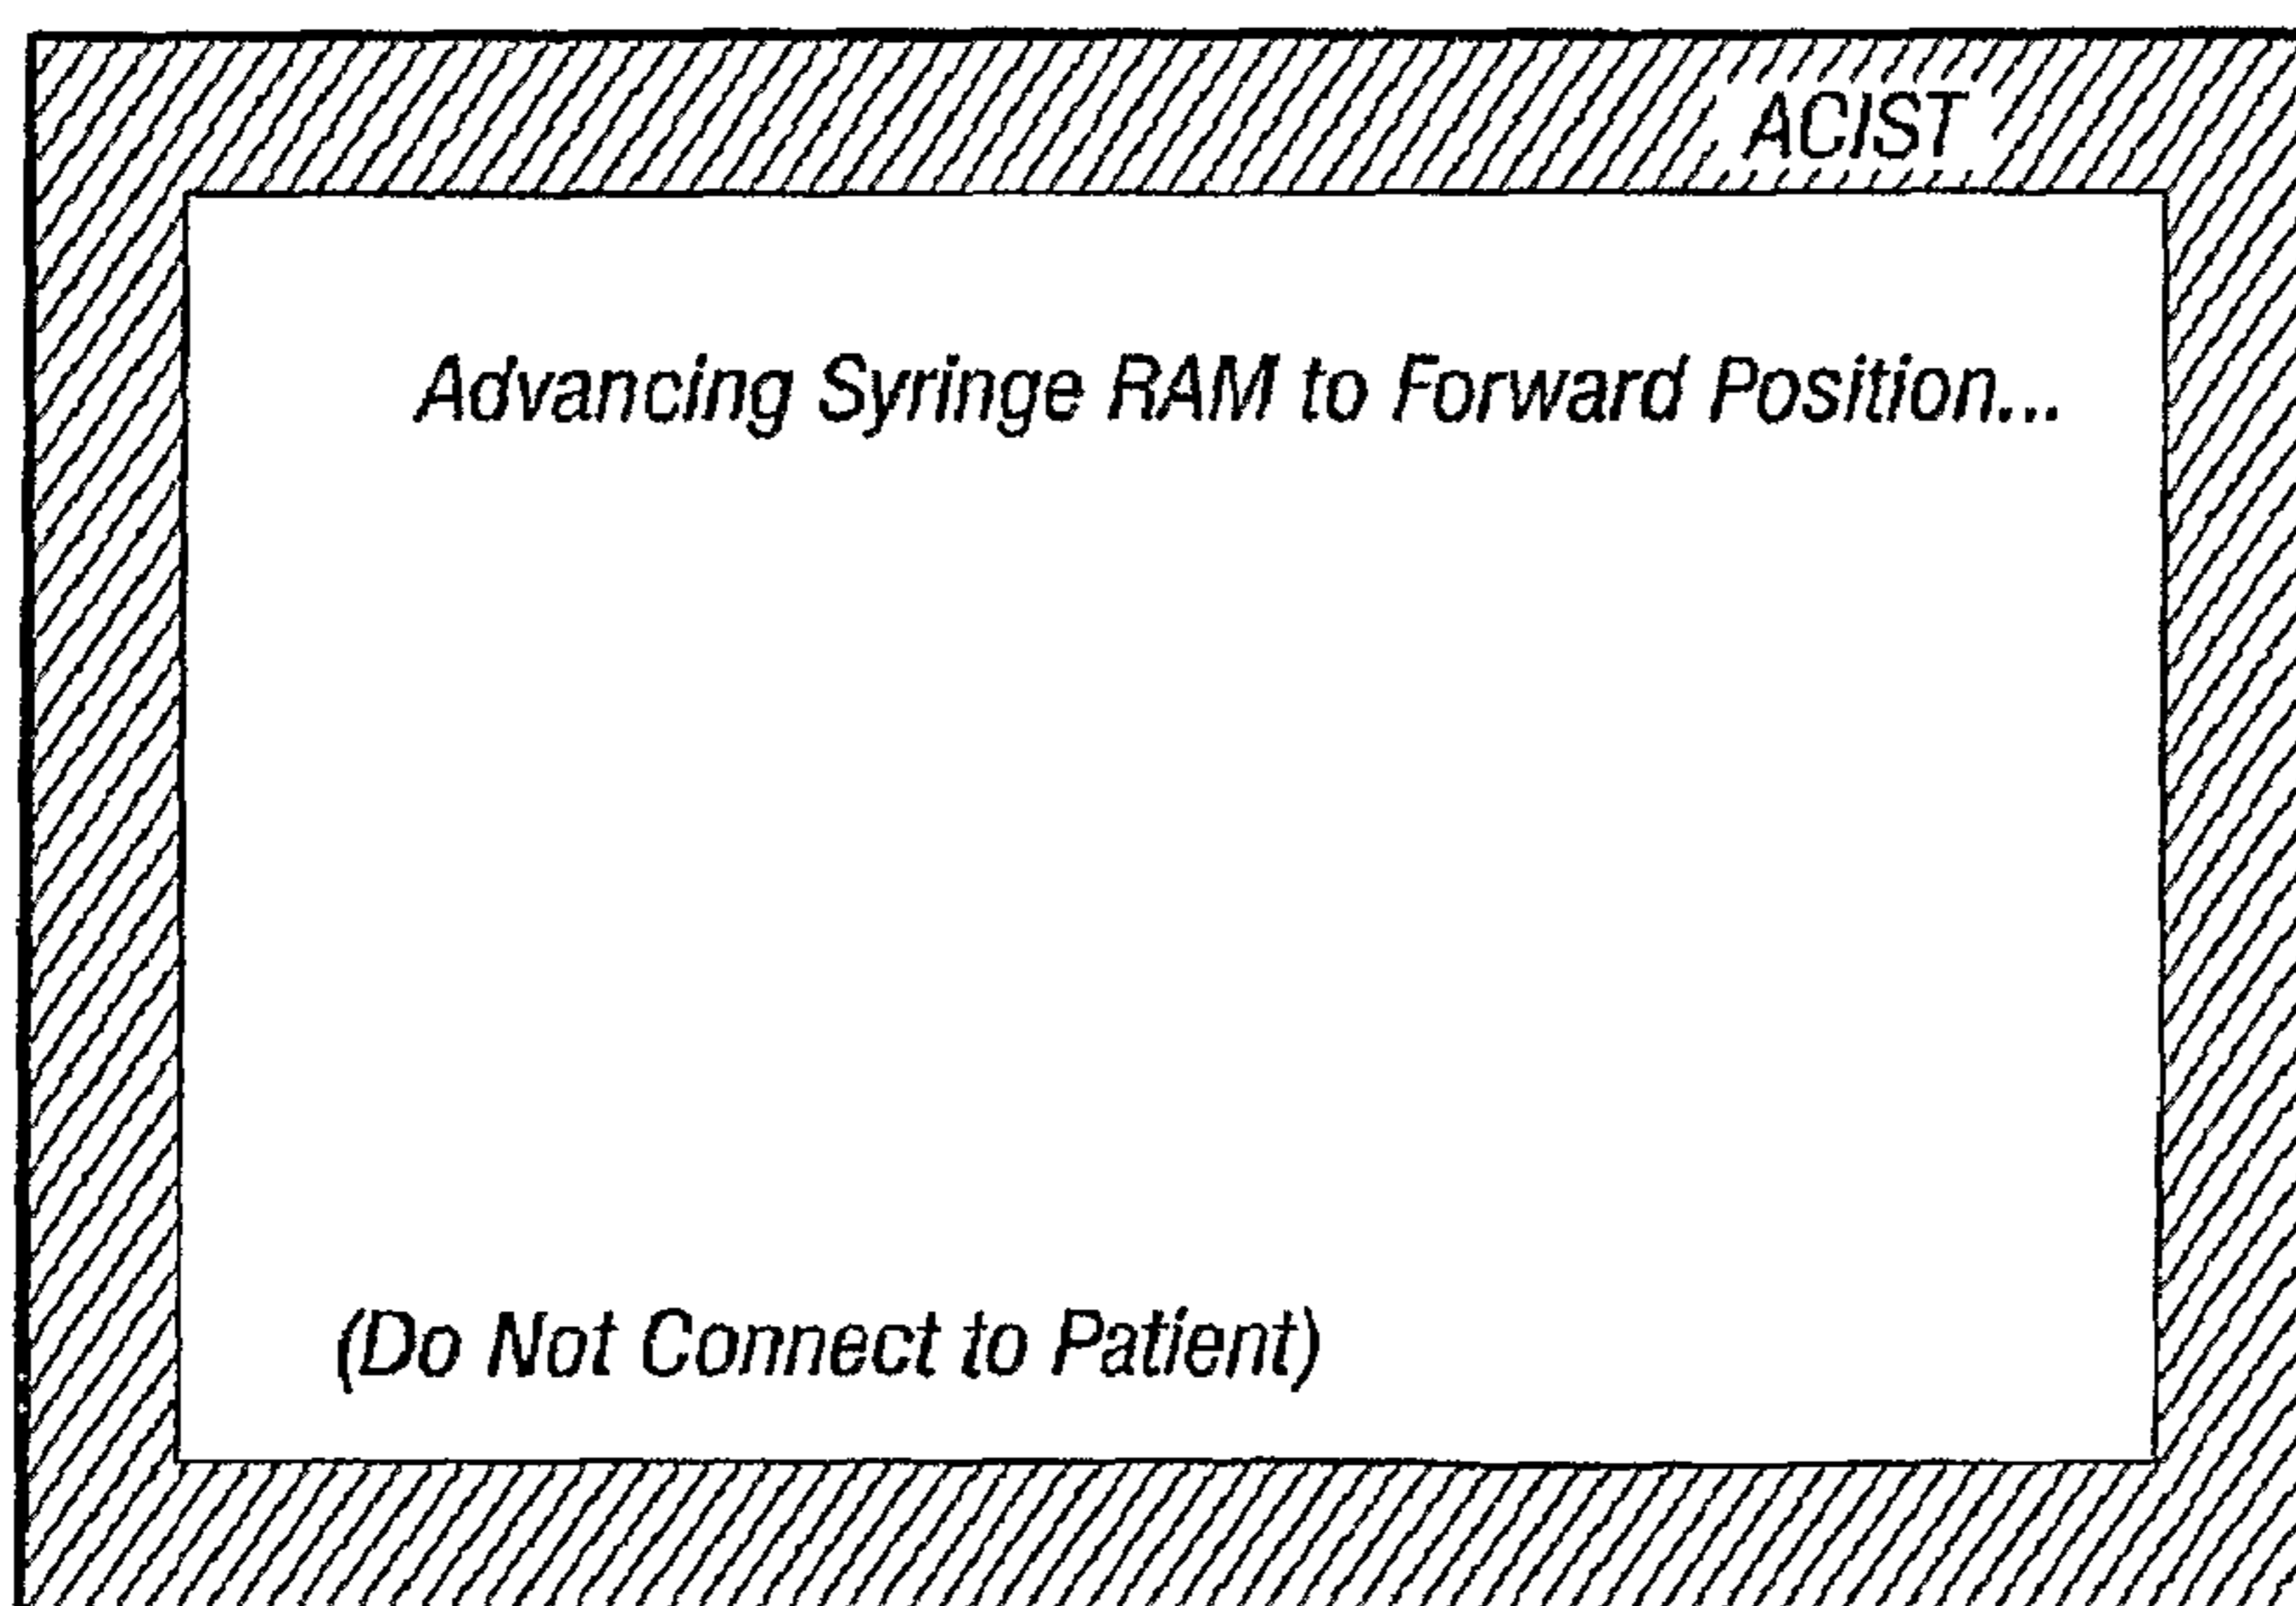 ACIST
Advancing Syringe RAM to Forward Position...
(Do Not Connect to Patient)